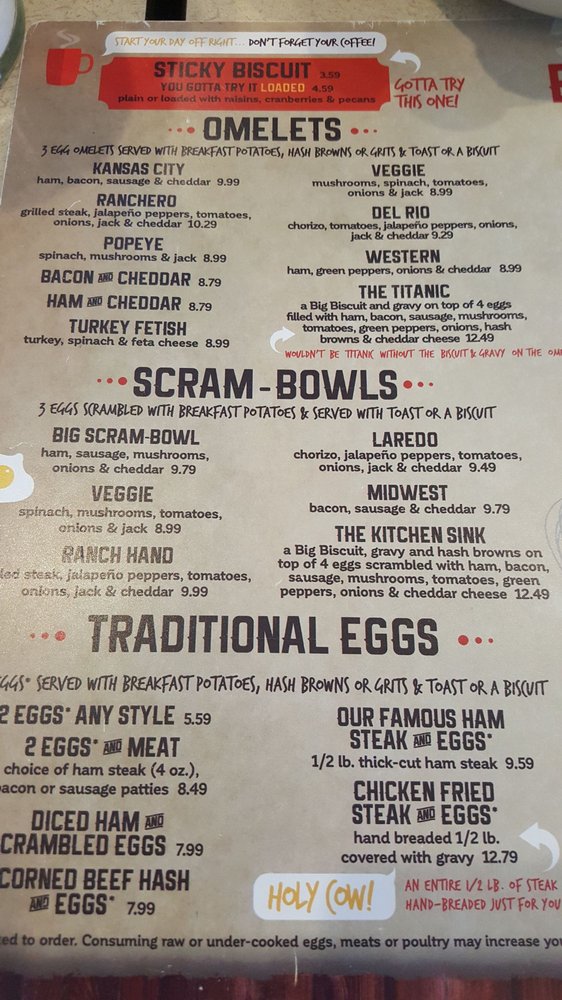 START YOUR DAY OFF RIGHT... DON'T FORGET YOUR COFFEE!
STICKY BISCUIT 3.59
YOU GOTTA TRY IT LOADED 4.59
plain or loaded with raisins, cranberries & pecans
GOTTA TRY
THIS ONE!
OMELETS
3 EGG OMELETS SERVED WITH BREAKFAST POTATOES, HASH BROWNS OR GRITS & TOAST OR A BISCUIT
KANSAS CITY
ham, bacon, sausage & cheddar 9.99
RANCHERO
grilled steak, jalapeño peppers, tomatoes,
onions, jack & cheddar 10.29
POPEYE
spinach, mushrooms & jack 8.99
BACON AND CHEDDAR 8.79
HAM AND CHEDDAR 8.79
TURKEY FETISH
turkey, spinach & feta cheese 8.99
VEGGIE
mushrooms, spinach, tomatoes,
onions & jack 8.99
DEL RIO
chorizo, tomatoes, jalapeño peppers, onions,
jack & cheddar 9.29
WESTERN
ham, green peppers, onions & cheddar 8.99
THE TITANIC
a Big Biscuit and gravy on top of 4 eggs
filled with ham, bacon, sausage, mushrooms,
tomatoes, green peppers, onions, hash
browns & cheddar cheese 12.49
WOULDN'T BE TITANIC WITHOUT THE BISCUIT & GRAVY ON THE
SCRAM-BOWLS
3 EGGS SCRAMBLED WITH BREAKFAST POTATOES & SERVED WITH TOAST OR A BISCUIT
BIG SCRAM-BOWL
ham, sausage, mushrooms,
onions & cheddar 9.79
VEGGIE
spinach, mushrooms, tomatoes,
onions & jack 8.99
RANCH HAND
steak, jalapeño peppers, tomatoes,
onions, jack & cheddar 9.99
LAREDO
chorizo, jalapeño peppers, tomatoes,
onions, jack & cheddar 9.49
MIDWEST
bacon, sausage & cheddar 9.79
THE KITCHEN SINK
a Big Biscuit, gravy and hash browns on
top of 4 eggs scrambled with ham, bacon,
sausage, mushrooms, tomatoes, green
peppers, onions & cheddar cheese 12.49
TRADITIONAL EGGS
EGGS* SERVED WITH BREAKFAST POTATOES, HASH BROWNS OR GRITS & TOAST OR A BISCUIT
2 EGGS* ANY STYLE 5.59
2 EGGS* AND MEAT
choice of ham steak (4 oz.),
bacon or sausage patties 8.49
DICED HAM AND
SCRAMBLED EGGS 7.99
CORNED BEEF HASH
AND EGGS* 7.99
OUR FAMOUS HAM
STEAK AND EGGS*
1/2 lb. thick-cut ham steak 9.59
CHICKEN FRIED
STEAK AND EGGS*
hand breaded 1/2 lb.
covered with gravy 12.79
HOLY COW!
AN ENTIRE 1/2 LB. OF STEAK
HAND-BREADED JUST FOR YOU
to order. Consuming raw or under-cooked eggs, meats or poultry may increase